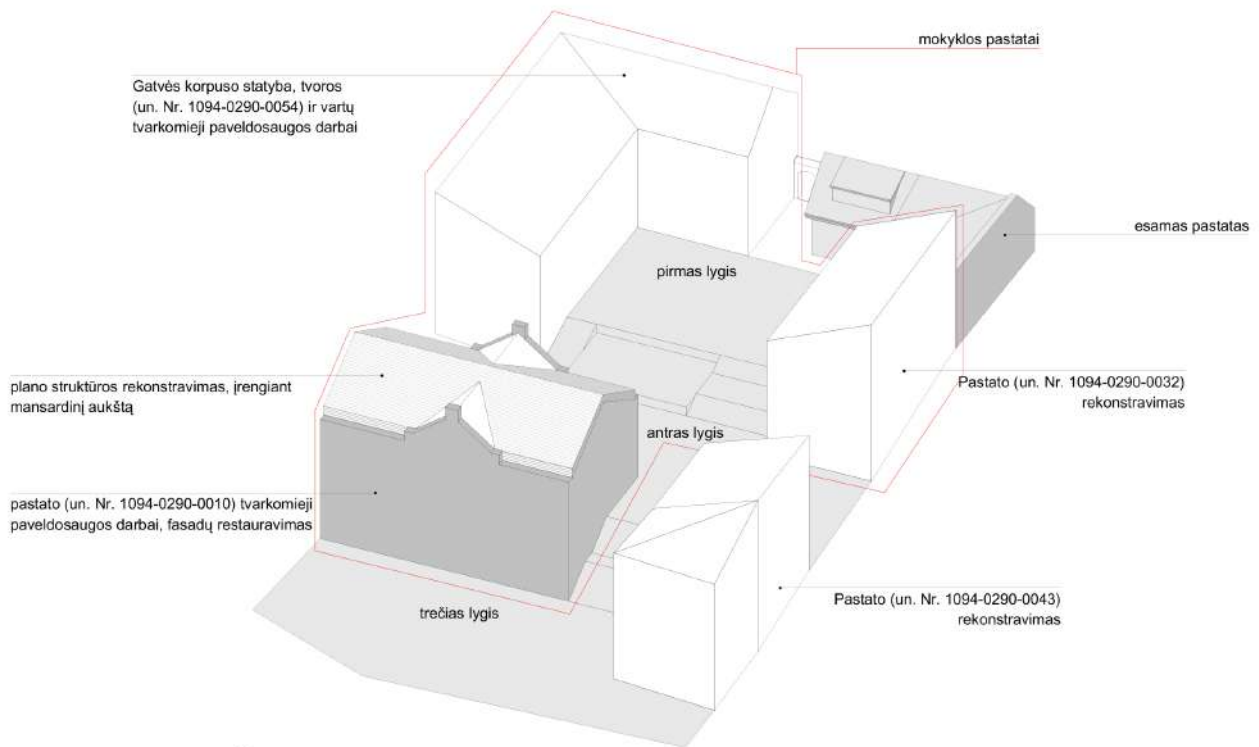 mokyklos pastatai
Gatvės korpuso statyba, tvoros
(un. Nr. 1094-0290-0054) ir vartų
tvarkomieji paveldosaugos darbai
esamas pastatas
pirmas lygis
plano struktūros rekonstravimas, įrengiant
mansardinį aukštą
Pastato (un. Nr. 1094-0290-0032)
rekonstravimas
antras lygis
pastato (un. Nr. 1094-0290-0010) tvarkomieji
paveldosaugos darbai, fasadų restauravimas
trečias lygis
Pastato (un. Nr. 1094-0290-0043)
rekonstravimas